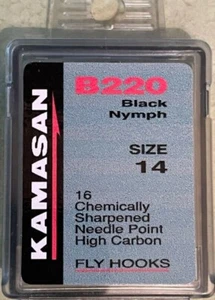 KAMASAN
B220
Black
Nymph
SIZE
14
16
Chemically
Sharpened
Needle Point
High Carbon
FLY HOOKS